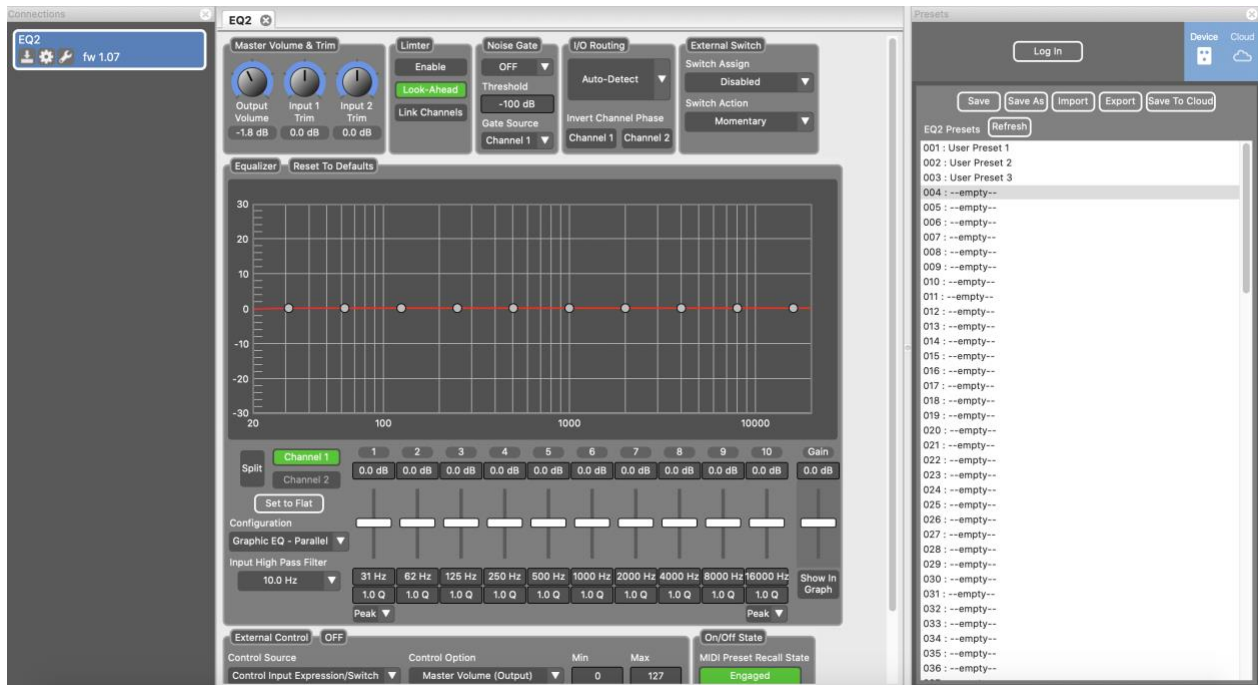 Connections
EQ2
fw 1.07
EQ2
Master Volume & Trim
Output Volume
Input 1 Trim
Input 2 Trim
-1.8 dB 0.0 dB 0.0 dB
Limter
Enable
Look-Ahead
Link Channels
Noise Gate
OFF
Threshold
-100 dB
Gate Source
Channel 1
I/O Routing
Auto-Detect
Invert Channel Phase
Channel 1 Channel 2
External Switch
Switch Assign
Disabled
Switch Action
Momentary
Equalizer Reset To Defaults
30
20
10
0
-10
-20
-30
20 100 1000 10000
Split
Channel 1
Channel 2
Set to Flat
Configuration
Graphic EQ - Parallel
Input High Pass Filter
10.0 Hz
1 2 3 4 5 6 7 8 9 10 Gain
0.0 dB 0.0 dB 0.0 dB 0.0 dB 0.0 dB 0.0 dB 0.0 dB 0.0 dB 0.0 dB 0.0 dB 0.0 dB
31 Hz 62 Hz 125 Hz 250 Hz 500 Hz 1000 Hz 2000 Hz 4000 Hz 8000 Hz 16000 Hz
1.0 Q 1.0 Q 1.0 Q 1.0 Q 1.0 Q 1.0 Q 1.0 Q 1.0 Q 1.0 Q 1.0 Q
Show In Graph
Peak Peak
External Control OFF
Control Source
Control Input Expression/Switch
Control Option
Master Volume (Output)
Min
0
Max
127
On/Off State
MIDI Preset Recall State
Engaged
Presets
Log In
Device Cloud
Save Save As Import Export Save To Cloud
EQ2 Presets Refresh
001 : User Preset 1
002 : User Preset 2
003 : User Preset 3
004 : --empty--
005 : --empty--
006 : --empty--
007 : --empty--
008 : --empty--
009 : --empty--
010 : --empty--
011 : --empty--
012 : --empty--
013 : --empty--
014 : --empty--
015 : --empty--
016 : --empty--
017 : --empty--
018 : --empty--
019 : --empty--
020 : --empty--
021 : --empty--
022 : --empty--
023 : --empty--
024 : --empty--
025 : --empty--
026 : --empty--
027 : --empty--
028 : --empty--
029 : --empty--
030 : --empty--
031 : --empty--
032 : --empty--
033 : --empty--
034 : --empty--
035 : --empty--
036 : --empty--